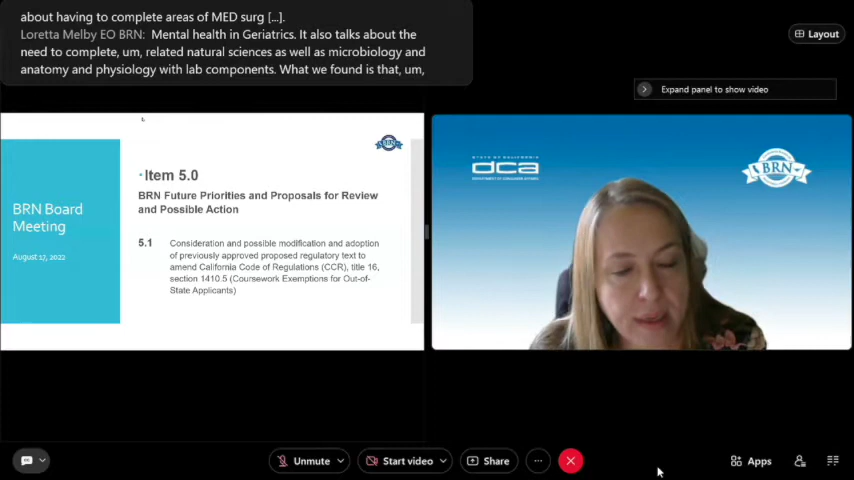 about having to complete areas of MED surg [...].
Loretta Melby EO BRN: Mental health in Geriatrics. It also talks about the
need to complete, um, related natural sciences as well as microbiology and
anatomy and physiology with lab components. What we found is that, um,
Layout
Expand panel to show video
BRN
Item 5.0
BRN Future Priorities and Proposals for Review
and Possible Action
BRN Board
Meeting
August 17, 2022
5.1 Consideration and possible modification and adoption
of previously approved proposed regulatory text to
amend California Code of Regulations (CCR), title 16,
section 1410.5 (Coursework Exemptions for Out-of-
State Applicants)
STATE OF CALIFORNIA
dca
DEPARTMENT OF CONSUMER AFFAIRS
BRN
Unmute
Start video
Share
Apps